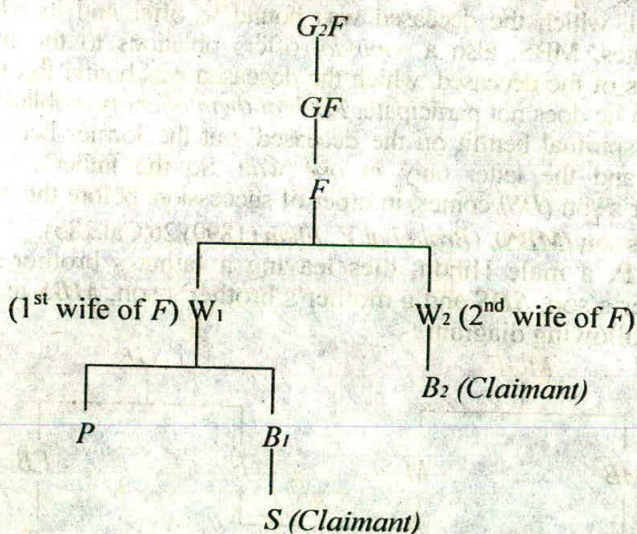 G₂F
GF
F
(1st wife of F) W₁ W₂ (2nd wife of F)
B₂ (Claimant)
P B₁
S (Claimant)